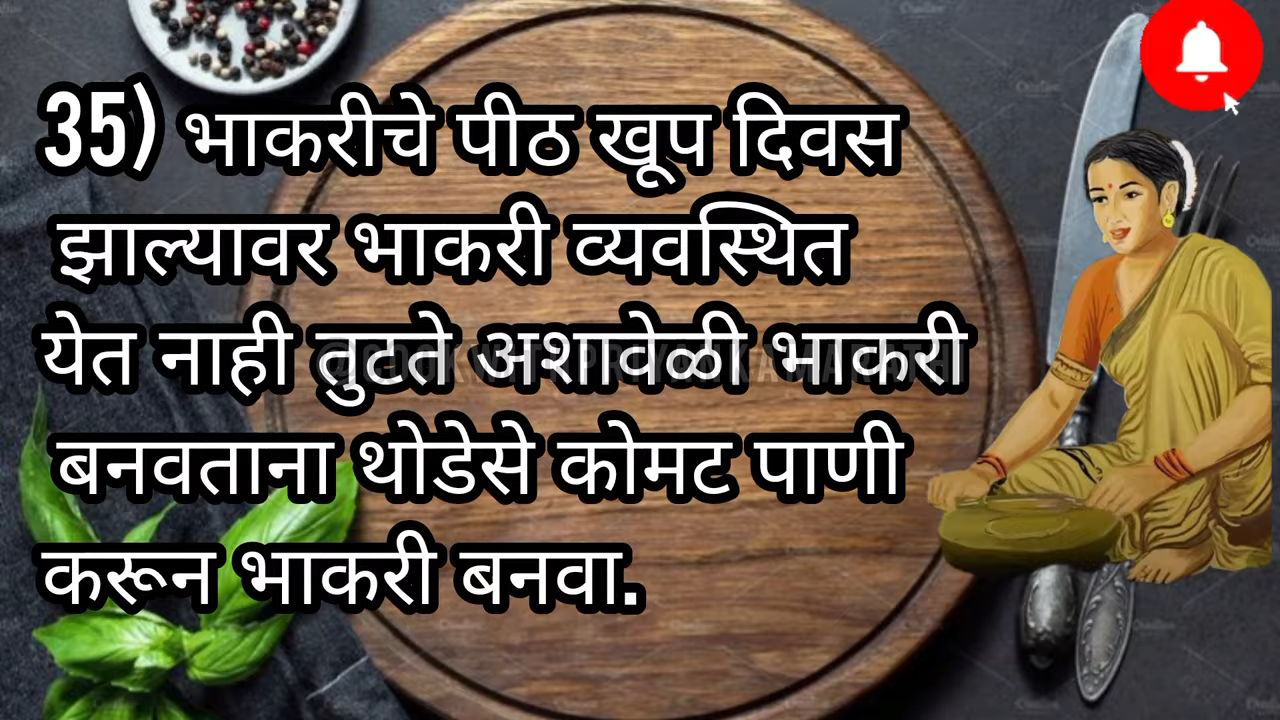 35) भाकरीचे पीठ खूप दिवस
झाल्यावर भाकरी व्यवस्थित
येत नाही तुटते अशावेळी भाकरी
बनवताना थोडेसे कोमट पाणी
करून भाकरी बनवा.